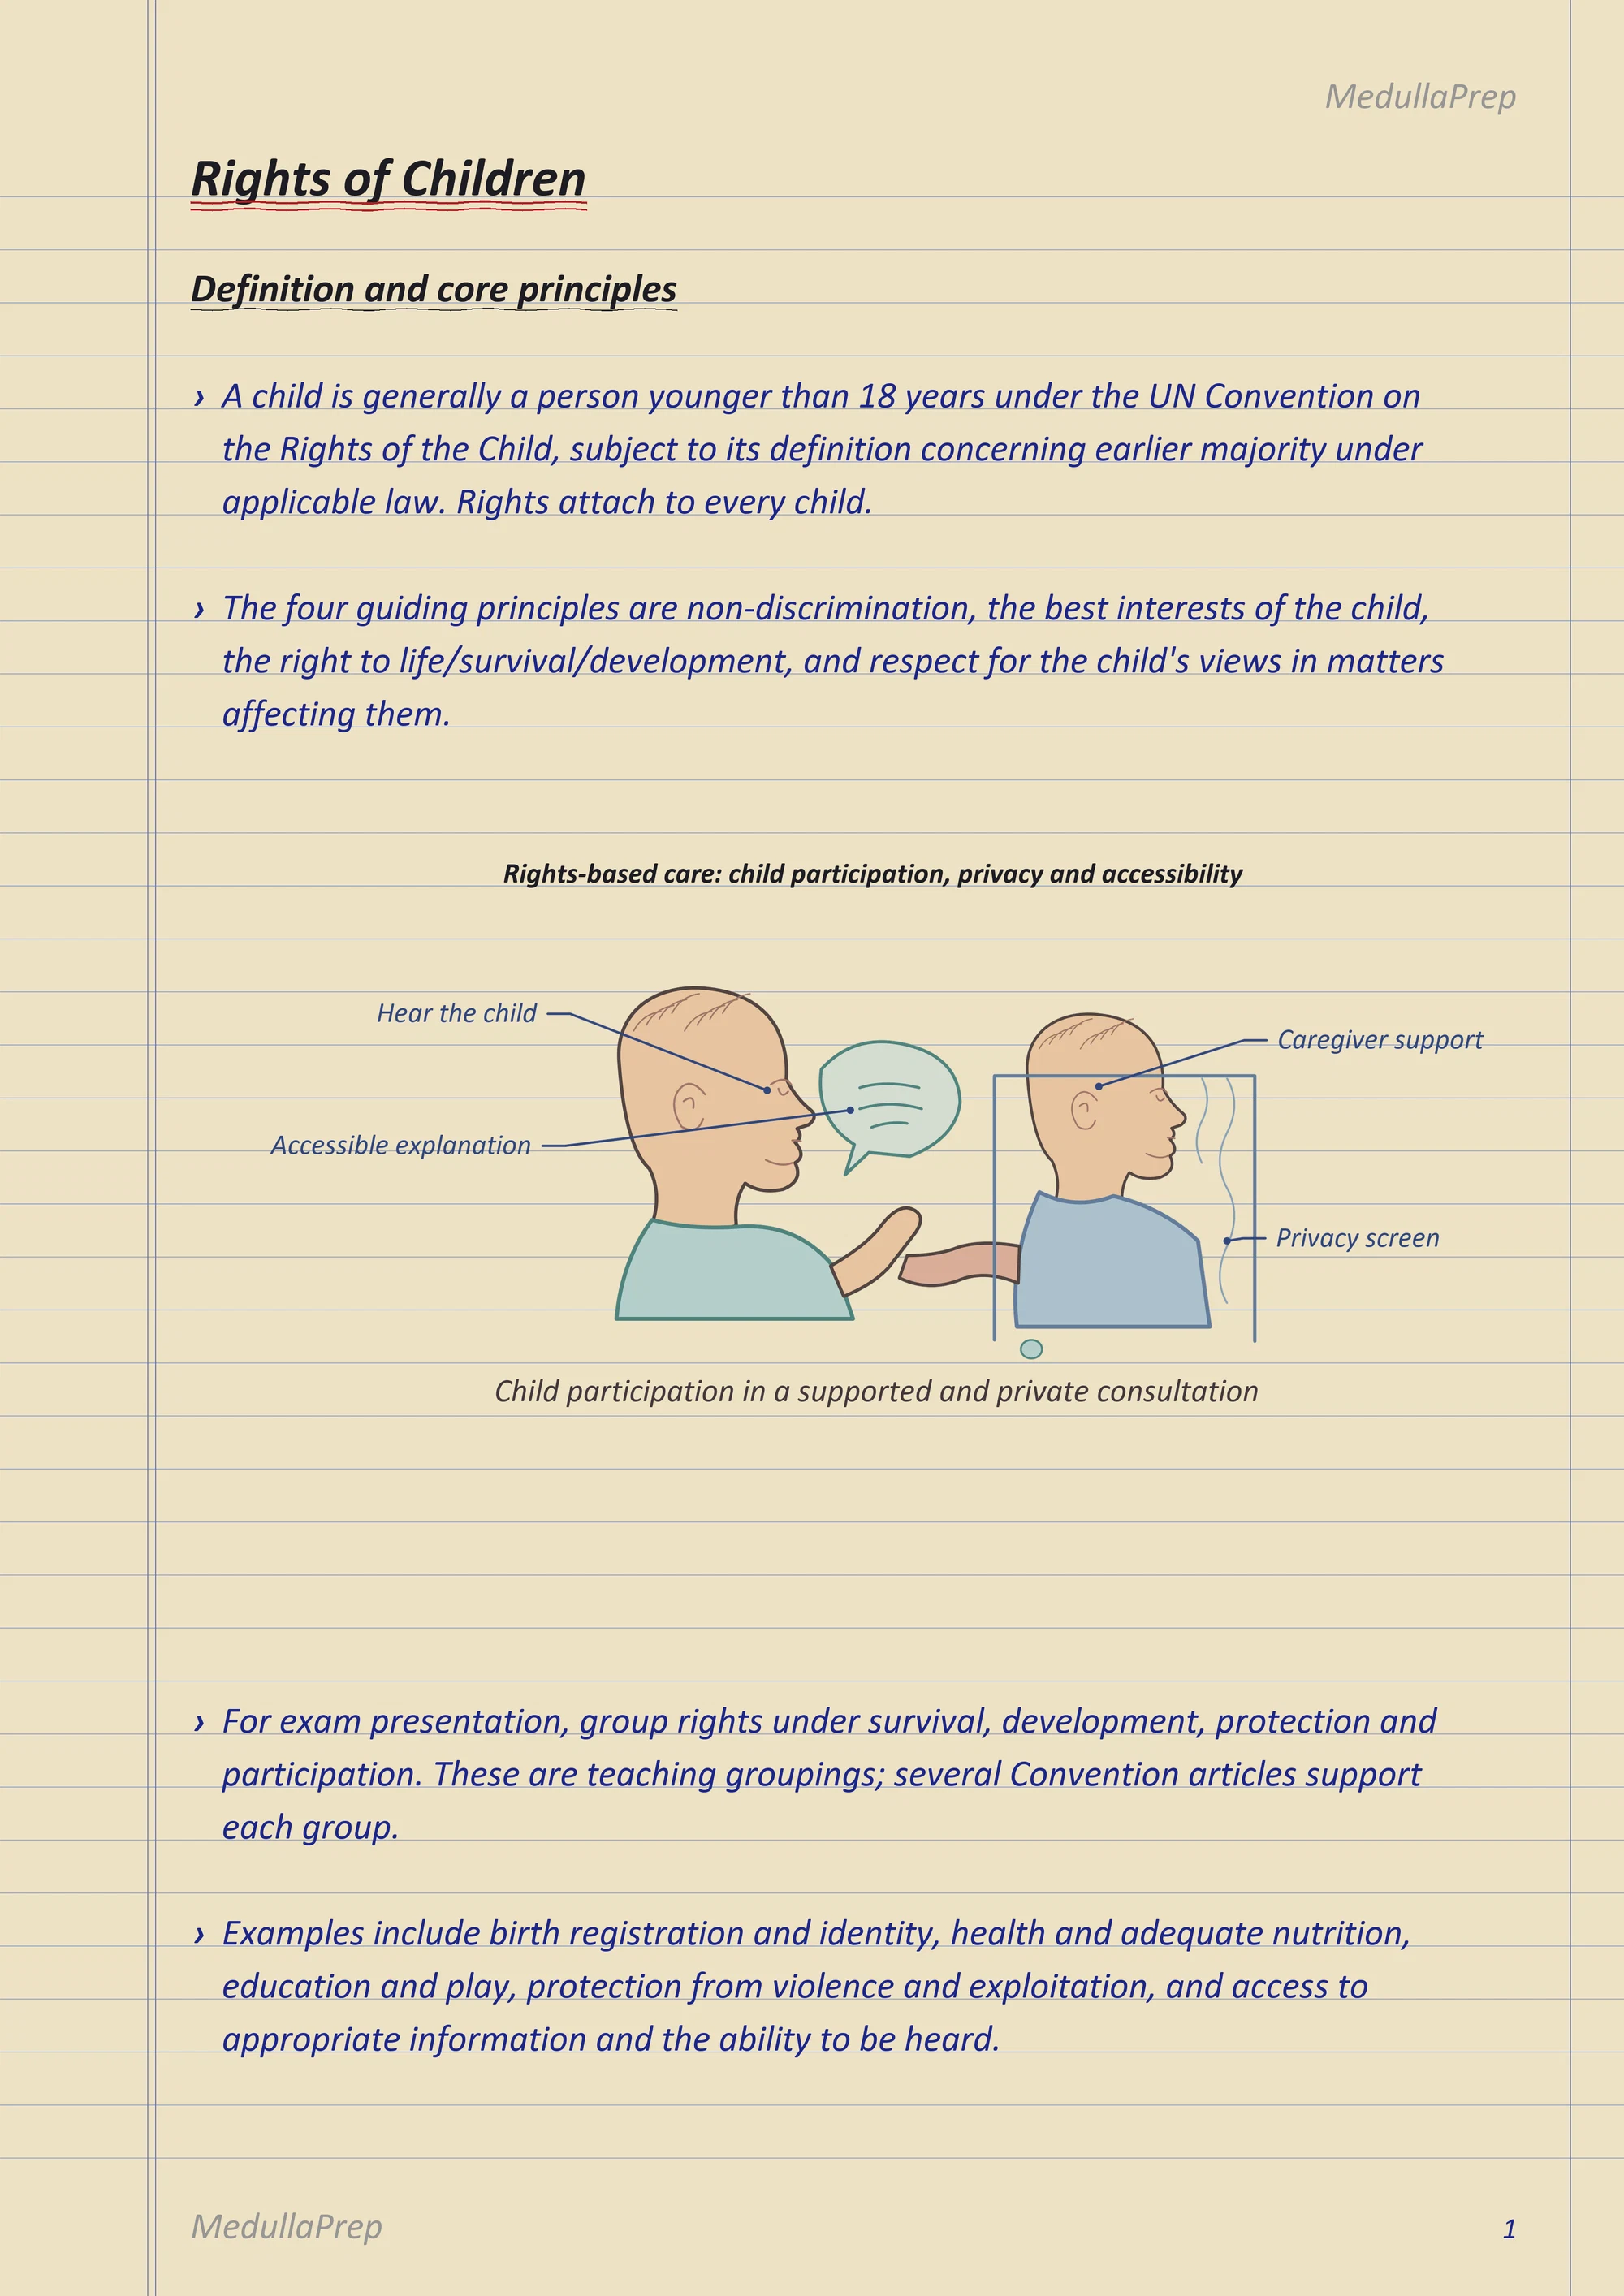 MedullaPrep
Rights of Children
Definition and core principles
› A child is generally a person younger than 18 years under the UN Convention on
the Rights of the Child, subject to its definition concerning earlier majority under
applicable law. Rights attach to every child.
› The four guiding principles are non-discrimination, the best interests of the child,
the right to life/survival/development, and respect for the child's views in matters
affecting them.
Rights-based care: child participation, privacy and accessibility
Hear the child
Caregiver support
Accessible explanation
Privacy screen
Child participation in a supported and private consultation
› For exam presentation, group rights under survival, development, protection and
participation. These are teaching groupings; several Convention articles support
each group.
› Examples include birth registration and identity, health and adequate nutrition,
education and play, protection from violence and exploitation, and access to
appropriate information and the ability to be heard.
MedullaPrep
1